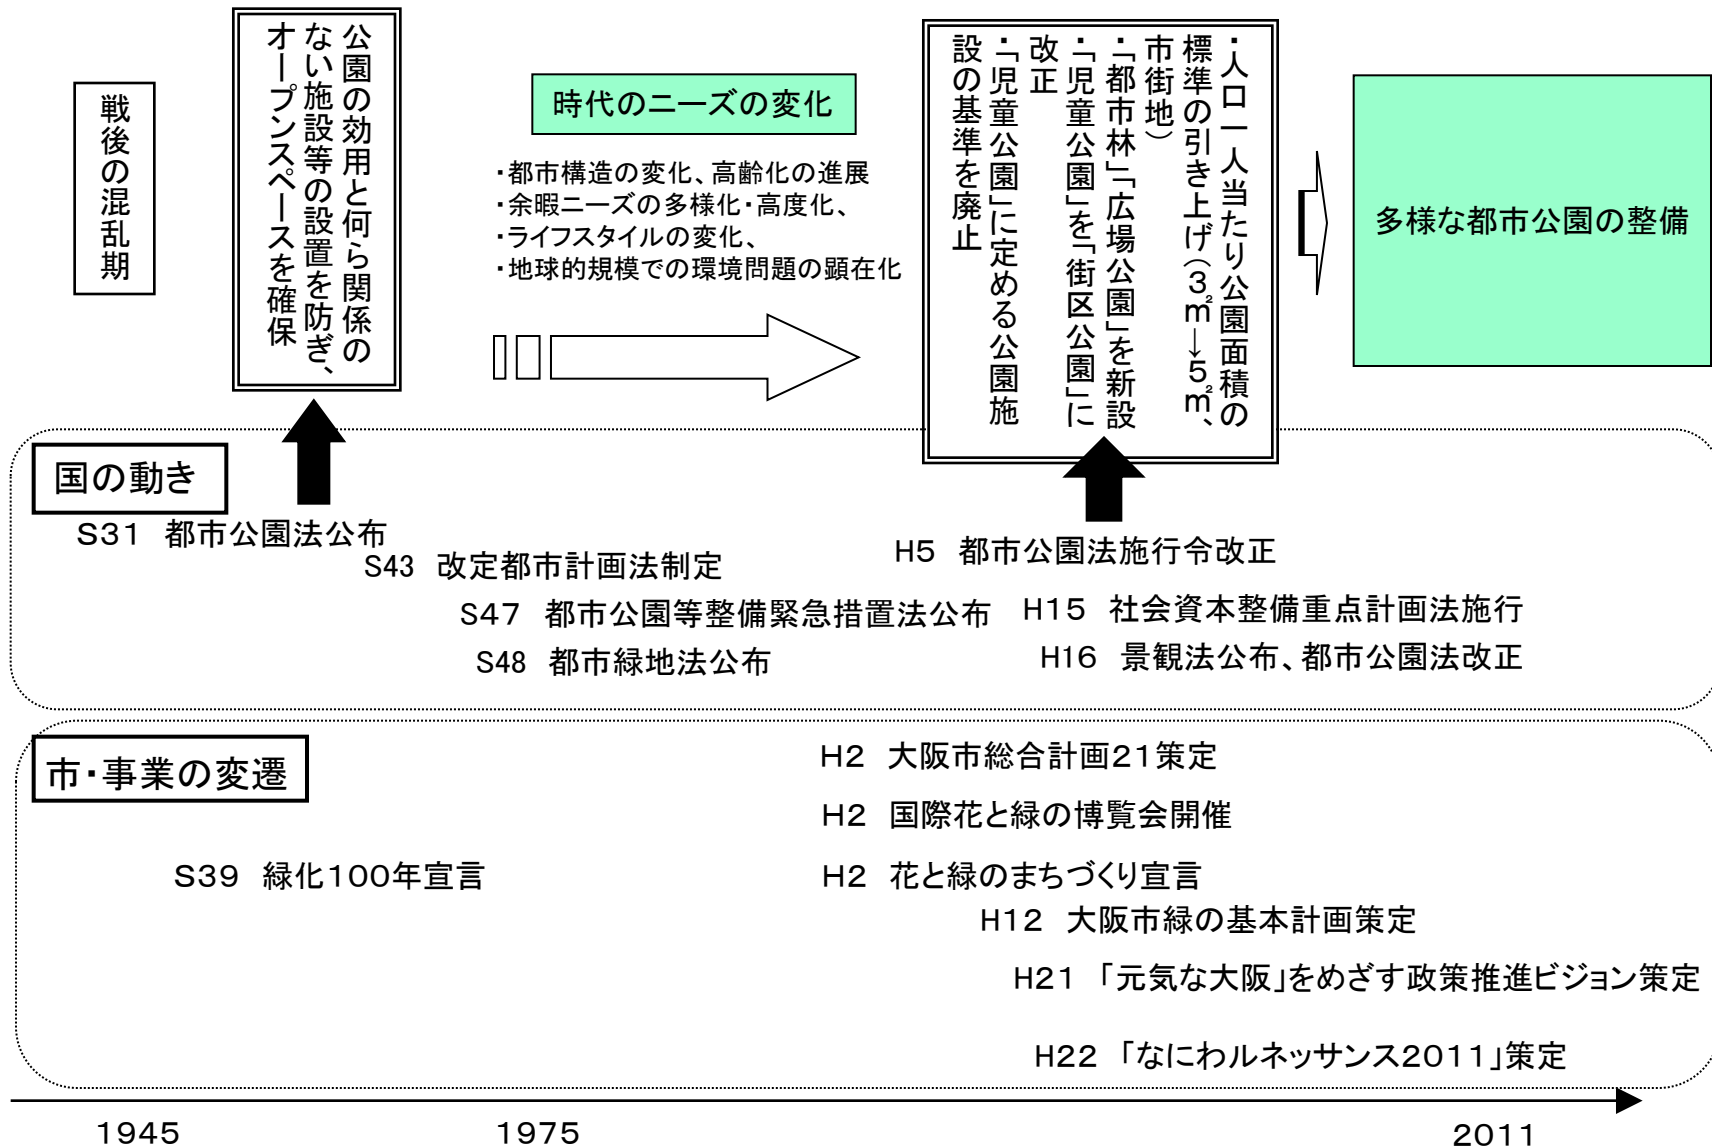 戦後の混乱期
公園の効用と何ら関係の
ない施設等の設置を防ぎ、
オープンスペースを確保
時代のニーズの変化
・都市構造の変化、高齢化の進展
・余暇ニーズの多様化・高度化、
・ライフスタイルの変化、
・地球的規模での環境問題の顕在化
・人口一人当たり公園面積の
標準の引き上げ（３㎡→５㎡、
市街地）
・「都市林」「広場公園」を新設
・「児童公園」を「街区公園」に
改正
・「児童公園」に定める公園施
設の基準を廃止
多様な都市公園の整備
国の動き
S31 都市公園法公布
S43 改定都市計画法制定
S47 都市公園等整備緊急措置法公布
S48 都市緑地法公布
H5 都市公園法施行令改正
H15 社会資本整備重点計画法施行
H16 景観法公布、都市公園法改正
市・事業の変遷
S39 緑化100年宣言
H2 大阪市総合計画21策定
H2 国際花と緑の博覧会開催
H2 花と緑のまちづくり宣言
H12 大阪市緑の基本計画策定
H21 「元気な大阪」をめざす政策推進ビジョン策定
H22 「なにわルネッサンス2011」策定
1945
1975
2011